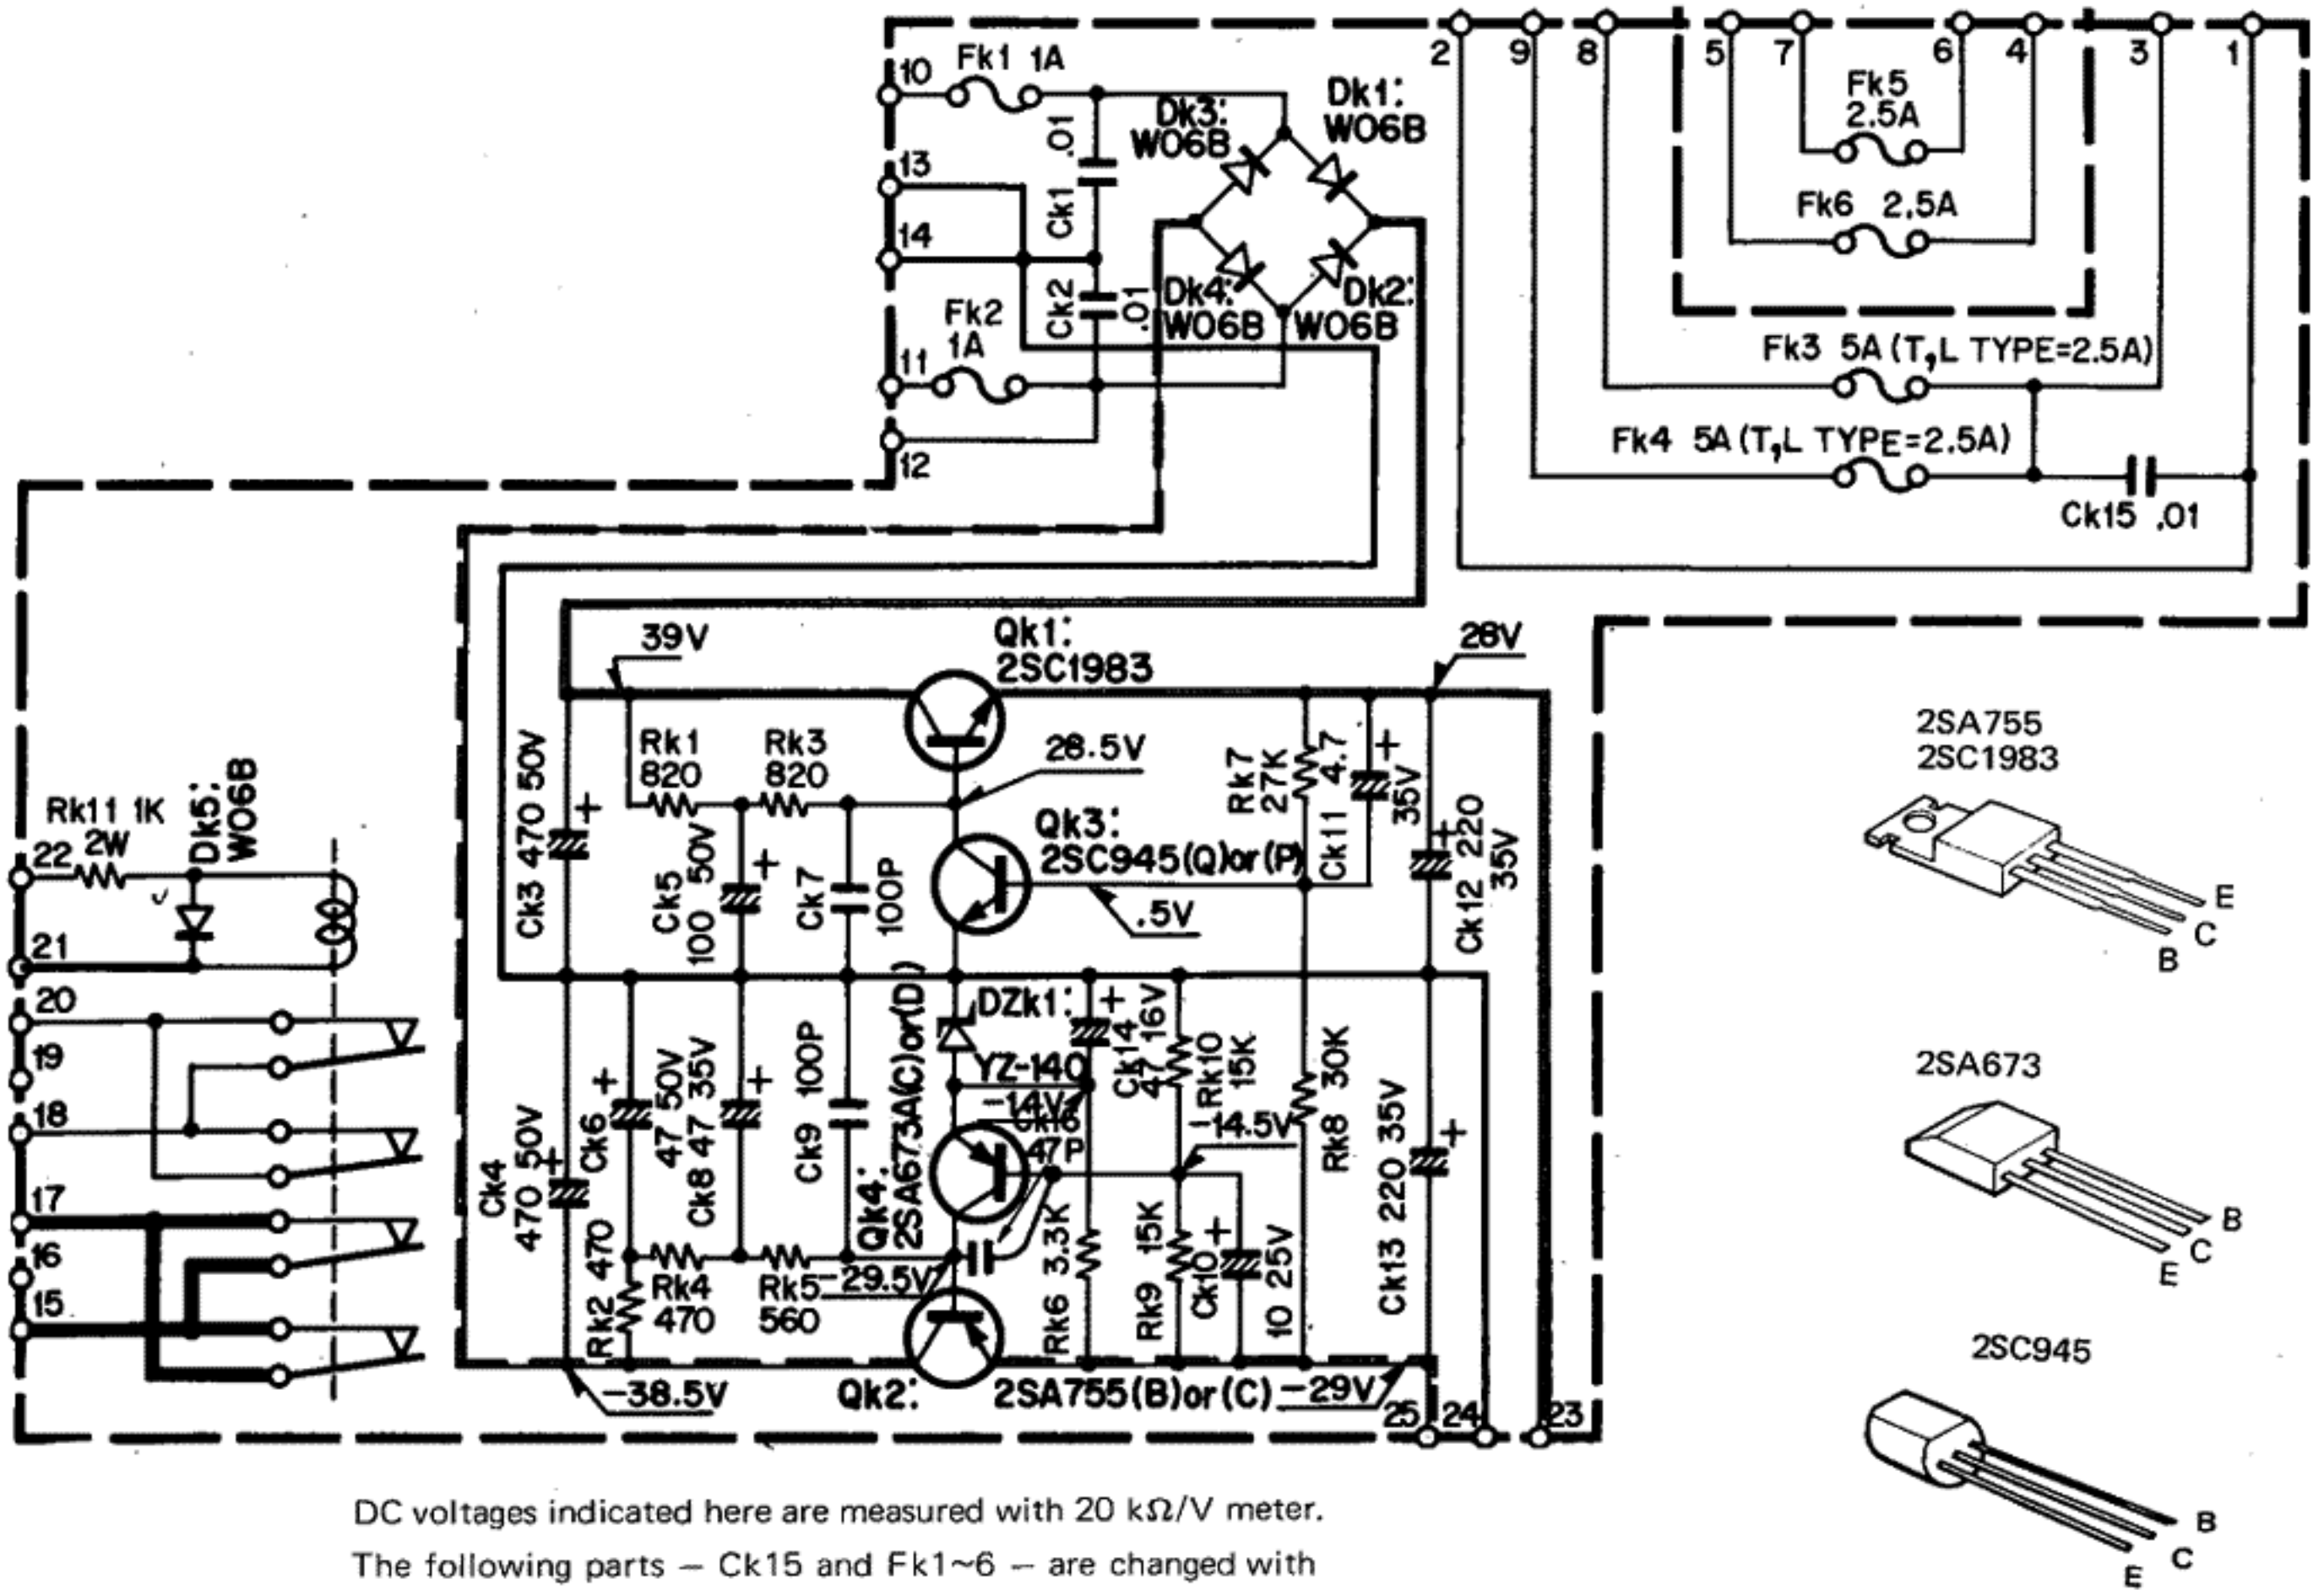 2 9 8 5 7 6 4 3 1
10 Fk1 1A
13
14
Fk2
1A
11
12
Ck1 .01
Ck2 .01
Dk3:
WO6B
Dk1:
WO6B
Dk4:
WO6B
Dk2:
WO6B
Fk5
2.5A
Fk6 2.5A
Fk3 5A (T,L TYPE=2.5A)
Fk4 5A (T,L TYPE=2.5A)
Ck15 .01
39V
Qk1:
2SC1983
28V
Rk1
820
Rk3
820
28.5V
Rk7
27K
Ck11 4.7
35V
+
Ck3 470 50V
+
Ck5
100 50V
+
Ck7
100P
Qk3:
2SC945(Q)or(P)
.5V
Ck12 220
35V
+
Rk11 1K
2W
Dk5:
WO6B
22
21
20
19
18
17
16
15
DZk1:
YZ-140
-14V
Ck16
47P
Ck14
47 16V
+
Rk10
15K
-14.5V
Rk8 30K
Ck13 220 35V
+
Ck4
470 50V
+
Ck6
47 50V
+
Ck8 47 35V
+
Ck9 100P
Qk4:
2SA673A(C)or(D)
Rk2 470
Rk4
470
Rk5
560
-29.5V
Rk6 3.3K
Rk9 15K
Ck10
10 25V
+
-38.5V
Qk2:
2SA755(B)or(C)
-29V
25 24 23
2SA755
2SC1983
E
C
B
2SA673
B
C
E
2SC945
B
C
E
DC voltages indicated here are measured with 20 kΩ/V meter.
The following parts — Ck15 and Fk1~6 — are changed with